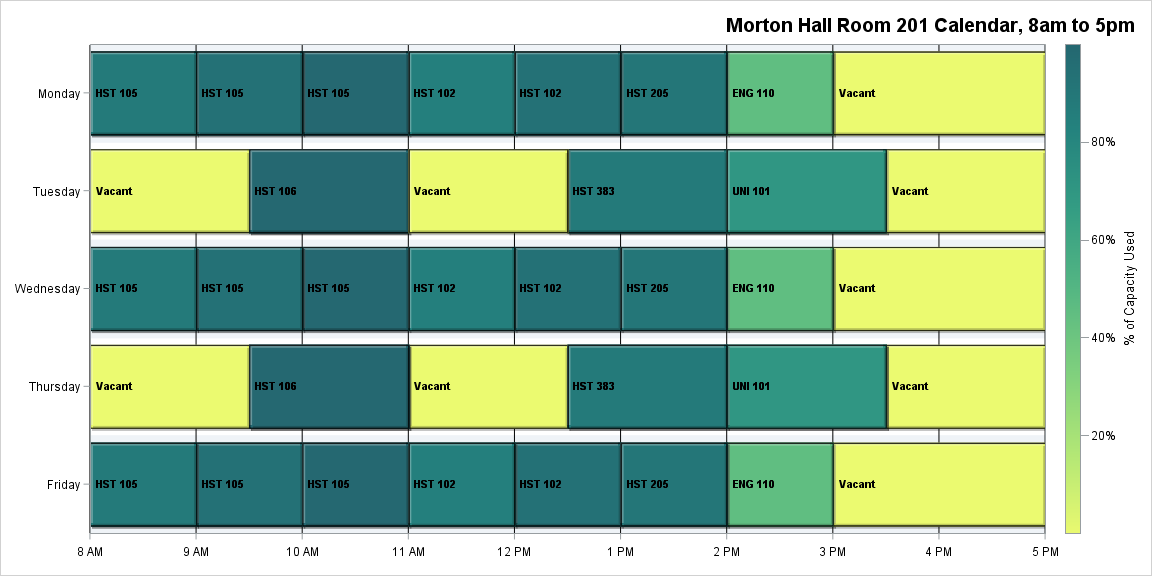 Morton Hall Room 201 Calendar, 8am to 5pm
Monday HST 105 HST 105 HST 105 HST 102 HST 102 HST 205 ENG 110 Vacant
80%
Tuesday Vacant HST 106 Vacant HST 383 UNI 101 Vacant
60%
% of Capacity Used
Wednesday HST 105 HST 105 HST 105 HST 102 HST 102 HST 205 ENG 110 Vacant
40%
Thursday Vacant HST 106 Vacant HST 383 UNI 101 Vacant
20%
Friday HST 105 HST 105 HST 105 HST 102 HST 102 HST 205 ENG 110 Vacant
8 AM 9 AM 10 AM 11 AM 12 PM 1 PM 2 PM 3 PM 4 PM 5 PM